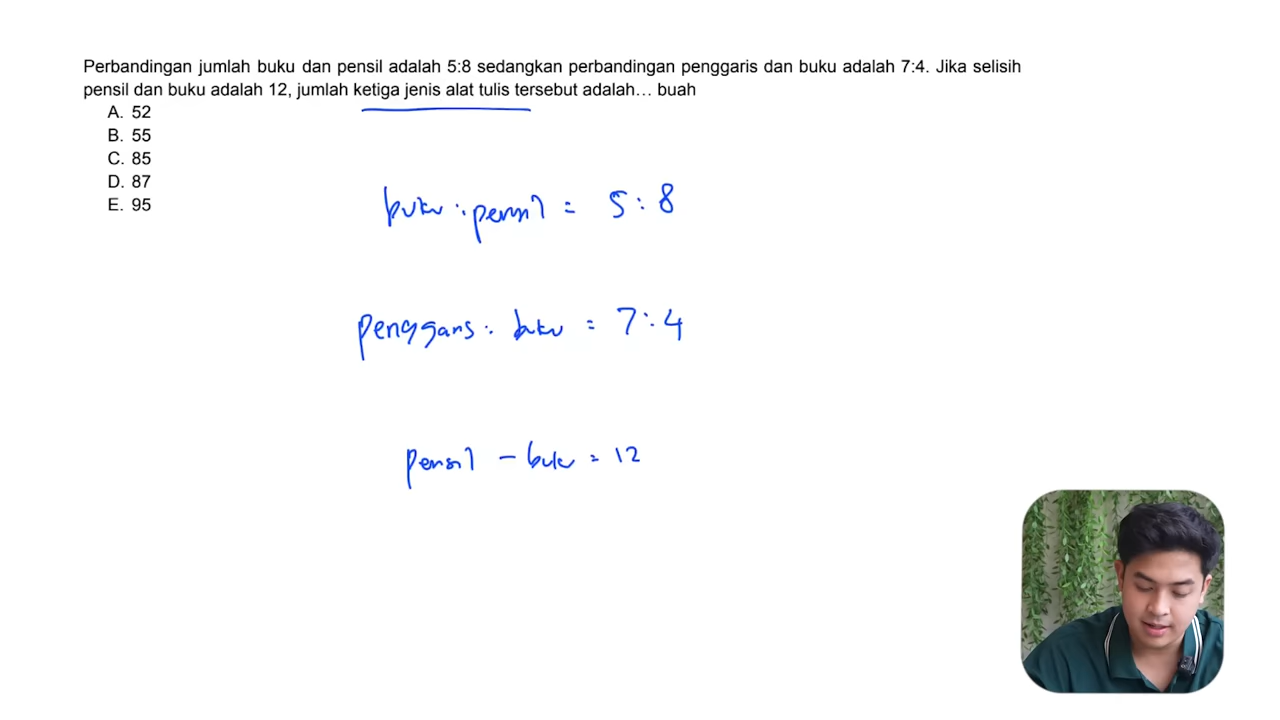 Perbandingan jumlah buku dan pensil adalah 5:8 sedangkan perbandingan penggaris dan buku adalah 7:4. Jika selisih
pensil dan buku adalah 12, jumlah ketiga jenis alat tulis tersebut adalah… buah
A. 52
B. 55
C. 85
D. 87
E. 95
buku : pensil = 5 : 8
penggaris : buku = 7 : 4
pensil - buku = 12